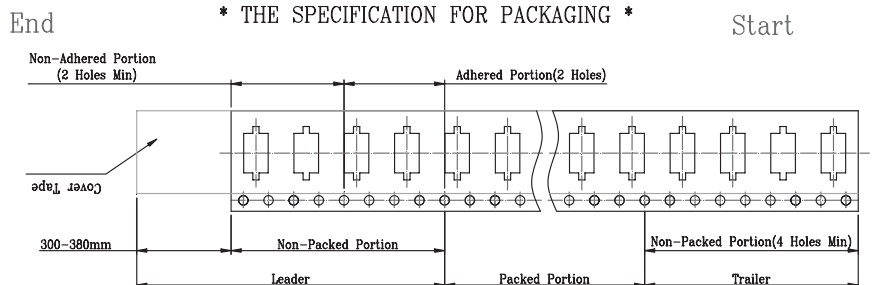 * THE SPECIFICATION FOR PACKAGING *
End
Start
Non-Adhered Portion
(2 Holes Min)
Adhered Portion(2 Holes)
Cover Tape
300-380mm
Non-Packed Portion
Non-Packed Portion(4 Holes Min)
Leader
Packed Portion
Trailer